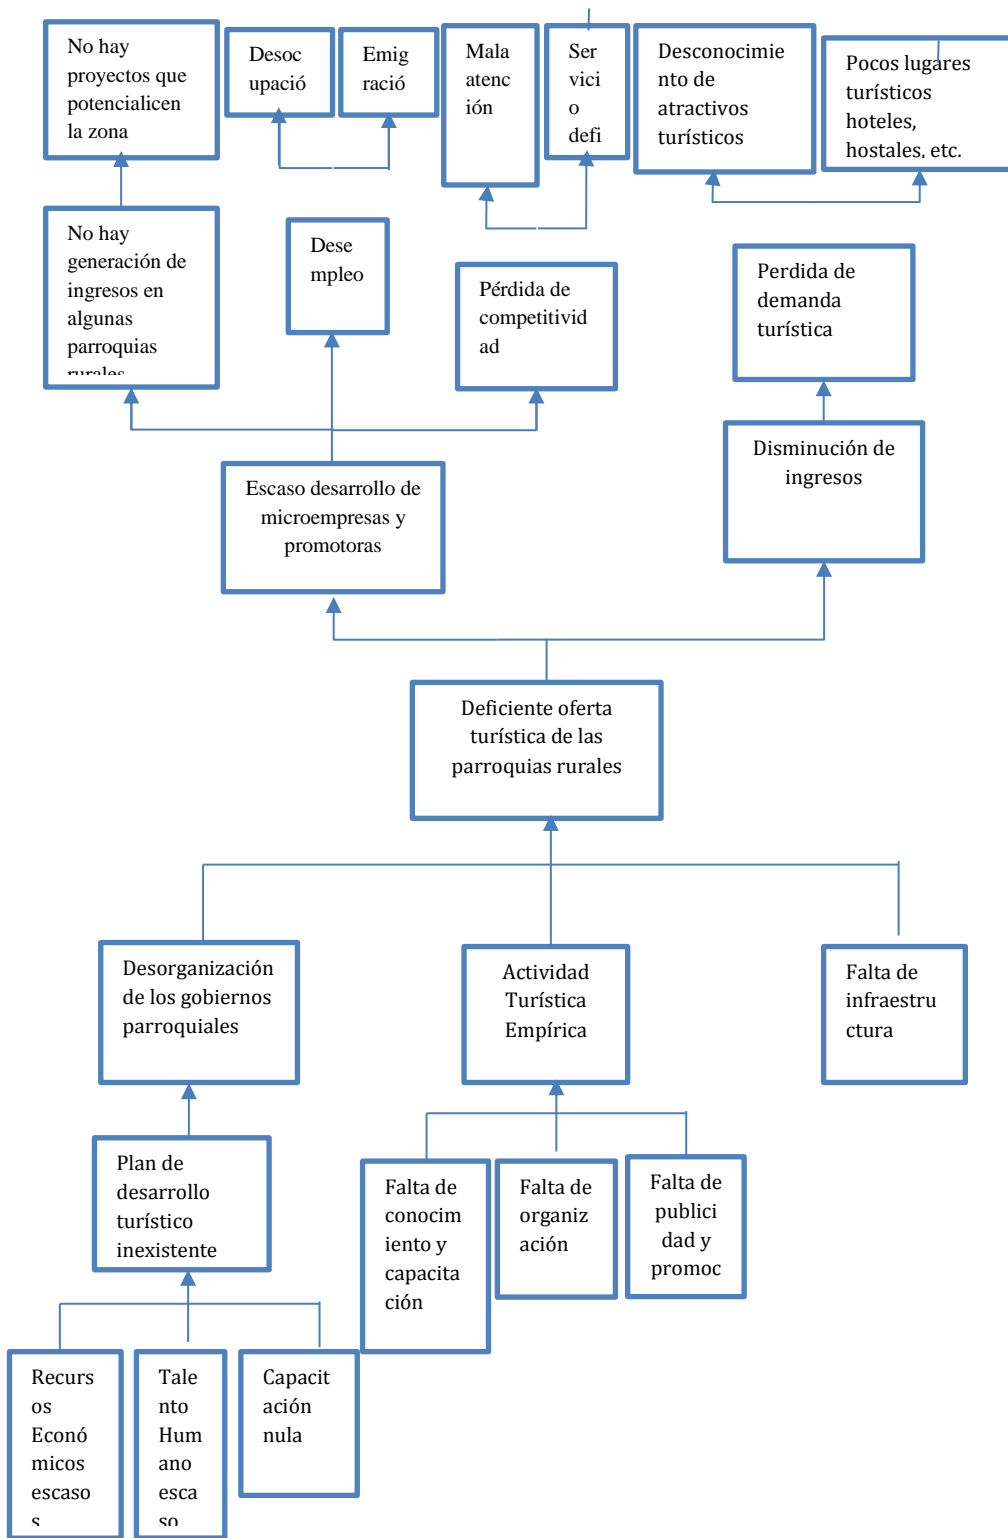 No hay
proyectos que
potencialicen
la zona
Desoc
upació
Emig
ració
Mala
atenc
ión
Ser
vici
o
defi
Desconocimie
nto de
atractivos
turísticos
Pocos lugares
turísticos
hoteles,
hostales, etc.
No hay
generación de
ingresos en
algunas
parroquias
rurales
Dese
mpleo
Pérdida de
competitivid
ad
Perdida de
demanda
turística
Escaso desarrollo de
microempresas y
promotoras
Disminución de
ingresos
Deficiente oferta
turística de las
parroquias rurales
Desorganización
de los gobiernos
parroquiales
Actividad
Turística
Empírica
Falta de
infraestru
ctura
Plan de
desarrollo
turístico
inexistente
Falta de
conocim
iento y
capacita
ción
Falta de
organiz
ación
Falta de
publici
dad y
promoc
Recurs
os
Econó
micos
escaso
s
Tale
nto
Hum
ano
esca
so
Capacit
ación
nula